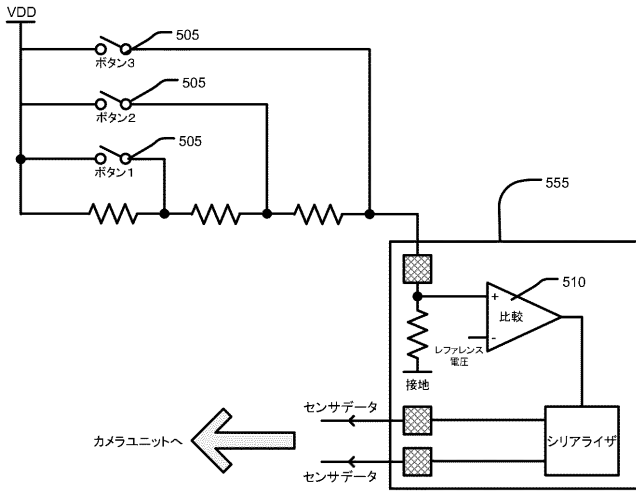 VDD
505
ボタン3
505
ボタン2
505
ボタン1
555
510
+
比較
-
レファレンス
電圧
接地
センサデータ
カメラユニットへ
シリアライザ
センサデータ